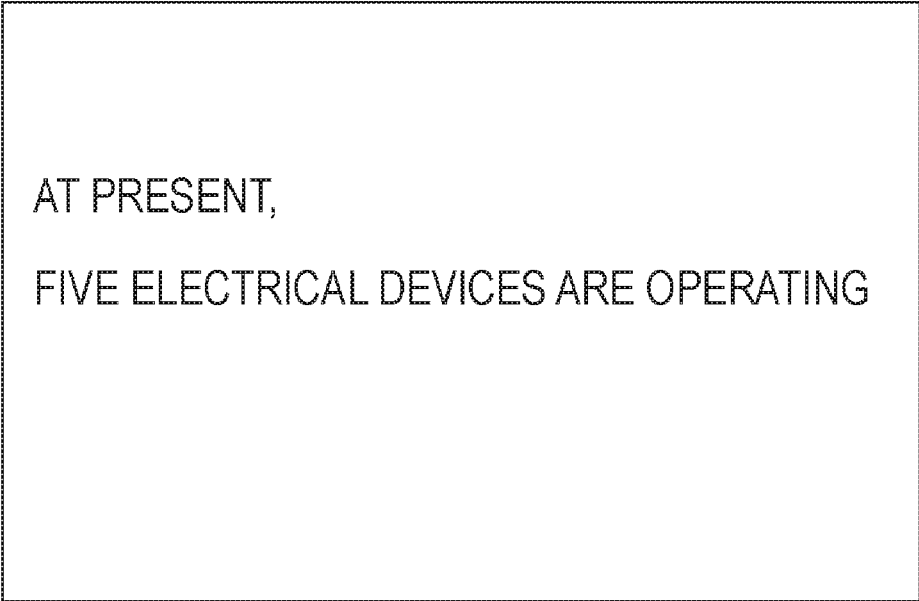 AT PRESENT,
FIVE ELECTRICAL DEVICES ARE OPERATING